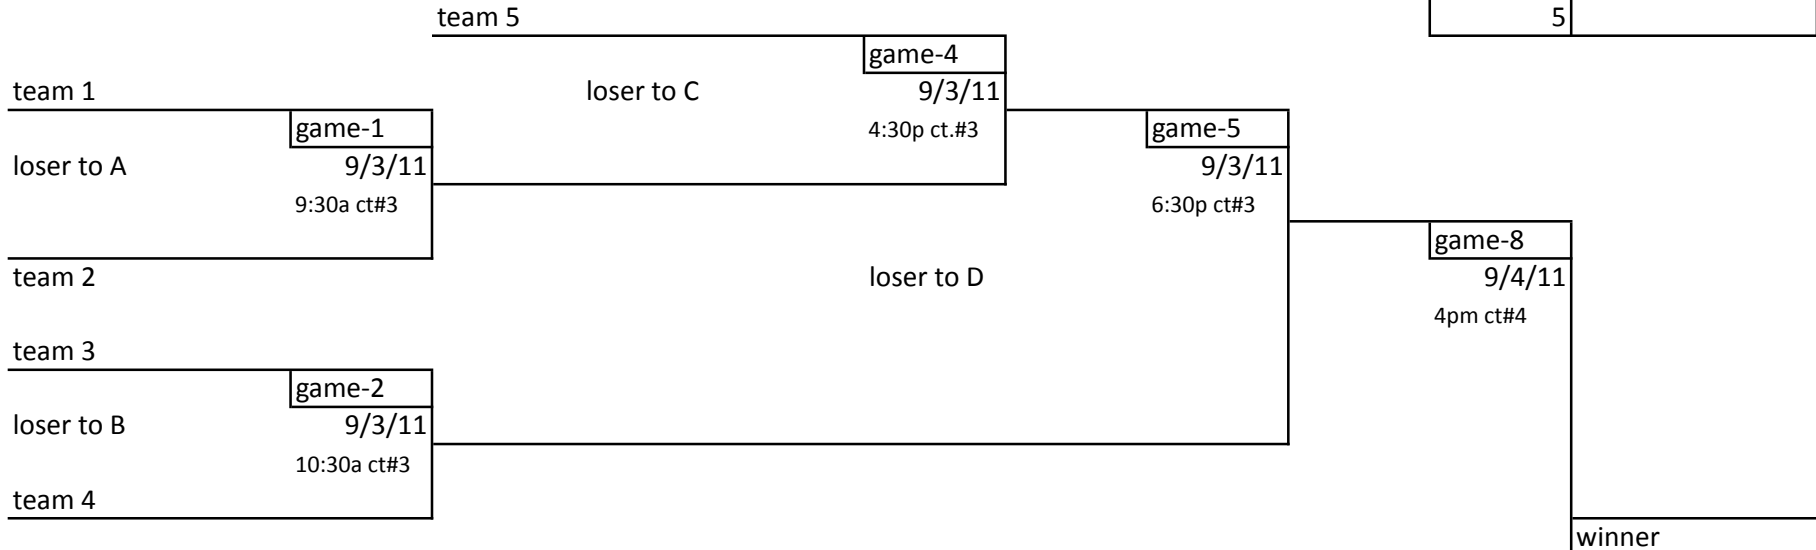 team 5
5
game-4
team 1
loser to C
9/3/11
game-1
4:30p ct.#3
game-5
loser to A
9/3/11
9/3/11
9:30a ct#3
6:30p ct#3
game-8
team 2
loser to D
9/4/11
4pm ct#4
team 3
game-2
loser to B
9/3/11
10:30a ct#3
team 4
winner